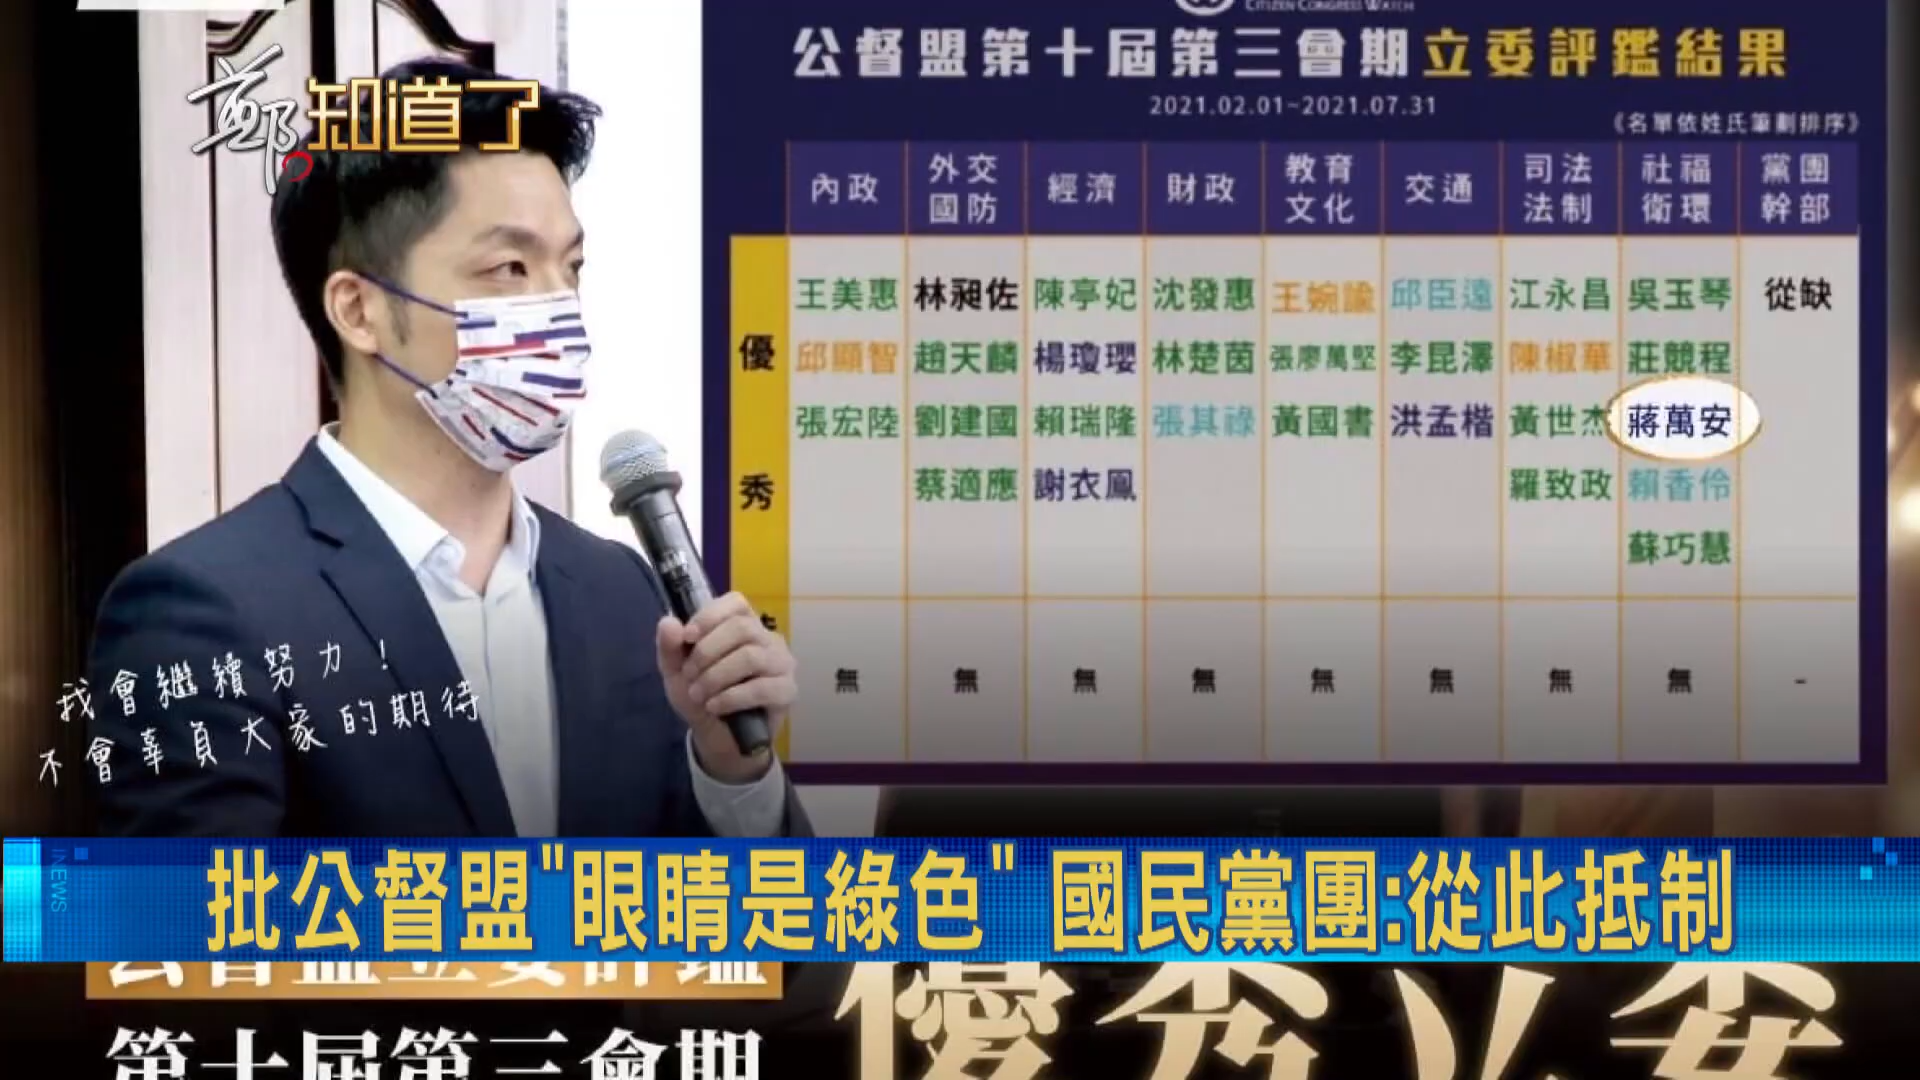 CITIZEN CONGRESS WATCH
公督盟第十屆第三會期立委評鑑結果
2021.02.01~2021.07.31
《名單依姓氏筆劃排序》
鄭知道了
內政 外交國防 經濟 財政 教育文化 交通 司法法制 社福衛環 黨團幹部
優秀
王美惠 林昶佐 陳亭妃 沈發惠 王婉諭 邱臣遠 江永昌 吳玉琴 從缺
邱顯智 趙天麟 楊瓊瓔 林楚茵 張廖萬堅 李昆澤 陳椒華 莊競程
張宏陸 劉建國 賴瑞隆 張其祿 黃國書 洪孟楷 黃世杰 蔣萬安
蔡適應 謝衣鳳 羅致政 賴香伶
蘇巧慧
無 無 無 無 無 無 無 無 -
我會繼續努力！
不會辜負大家的期待
INEWS
批公督盟"眼睛是綠色" 國民黨團:從此抵制
公督盟立委評鑑
第十屆第三會期
優秀立委